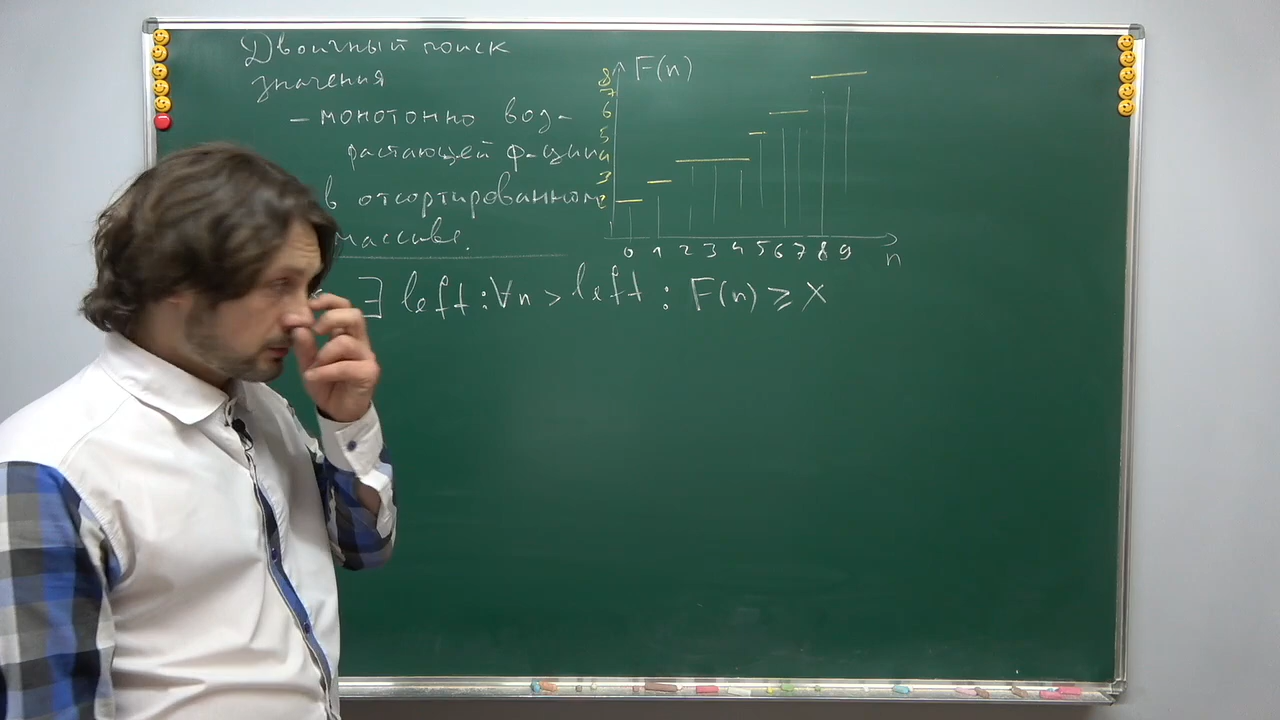 Двоичный поиск
значения
- монотонно воз-
растающей ф-ции
в отсортированном
массиве.
F(n)
8
7
6
5
4
3
2
0 1 2 3 4 5 6 7 8 9
n
∃ left : ∀n > left : F(n) ⩾ X